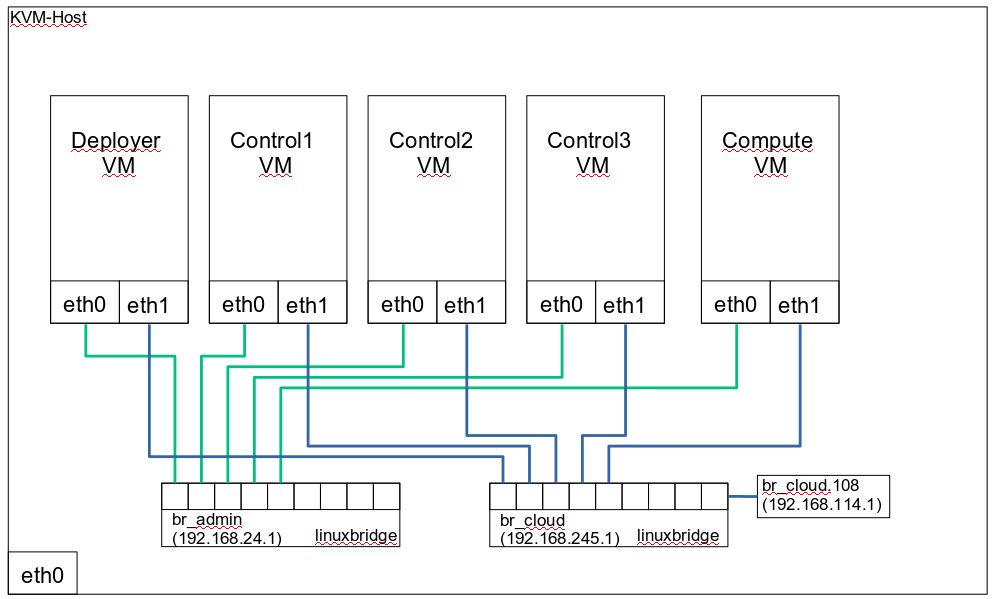 KVM-Host
Deployer
VM
Control1
VM
Control2
VM
Control3
VM
Compute
VM
eth0
eth1
eth0
eth1
eth0
eth1
eth0
eth1
eth0
eth1
br_admin
(192.168.24.1)
linuxbridge
br_cloud
(192.168.245.1)
linuxbridge
br_cloud.108
(192.168.114.1)
eth0